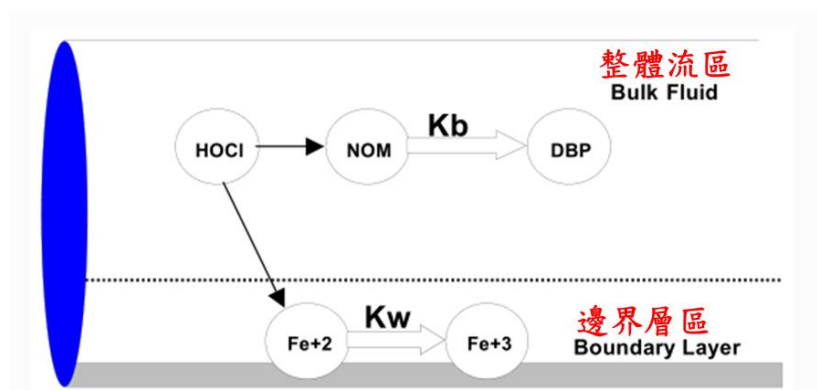 整體流區
Bulk Fluid
HOCl
NOM
Kb
DBP
Fe+2
Kw
Fe+3
邊界層區
Boundary Layer